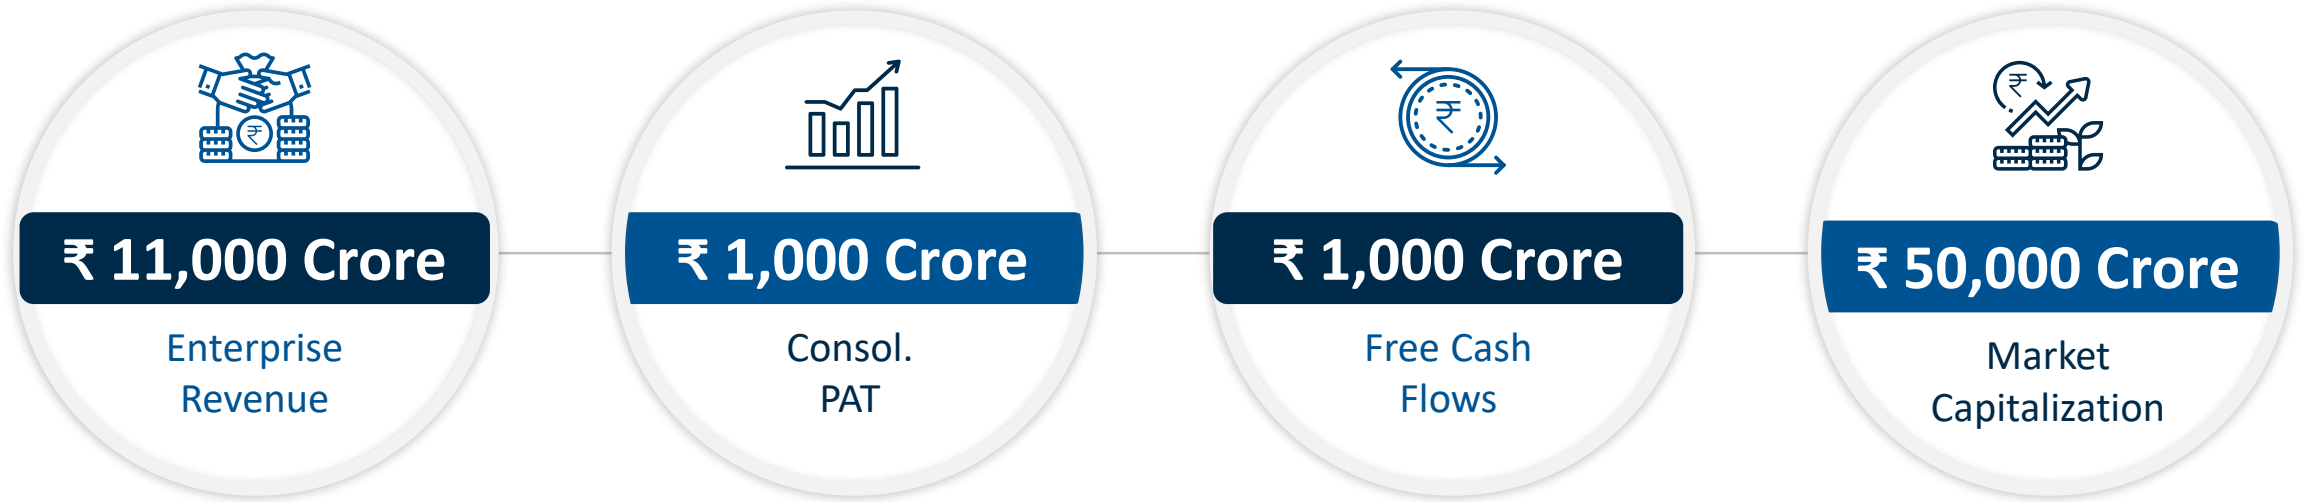 ₹
₹ 11,000 Crore
Enterprise
Revenue
₹ 1,000 Crore
Consol.
PAT
₹
₹ 1,000 Crore
Free Cash
Flows
₹
₹ 50,000 Crore
Market
Capitalization